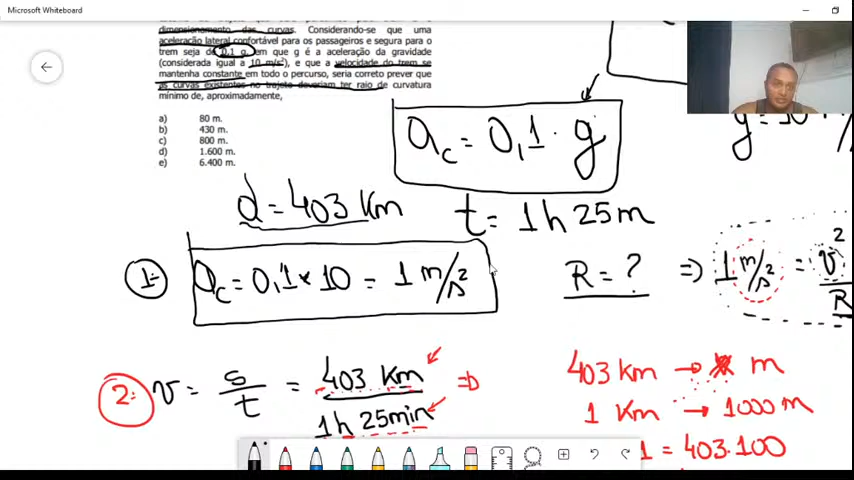 Microsoft Whiteboard
dimensionamento das curvas. Considerando-se que uma
aceleração lateral confortável para os passageiros e segura para o
trem seja de 0,1 g, em que g é a aceleração da gravidade
(considerada igual a 10 m/s²), e que a velocidade do trem se
mantenha constante em todo o percurso, seria correto prever que
as curvas existentes no trajeto deveriam ter raio de curvatura
mínimo de, aproximadamente,
a) 80 m.
b) 430 m.
c) 800 m.
d) 1.600 m.
e) 6.400 m.
ac = 0,1 · g
d = 403 Km
t = 1h 25m
1- ac = 0,1 × 10 = 1 m/s²
R = ? ⇒ 1 m/s² = v²/R
2- v = s/t = 403 Km / 1h 25min ⇒
403 Km → m
1 Km → 1000 m
1 = 403.100